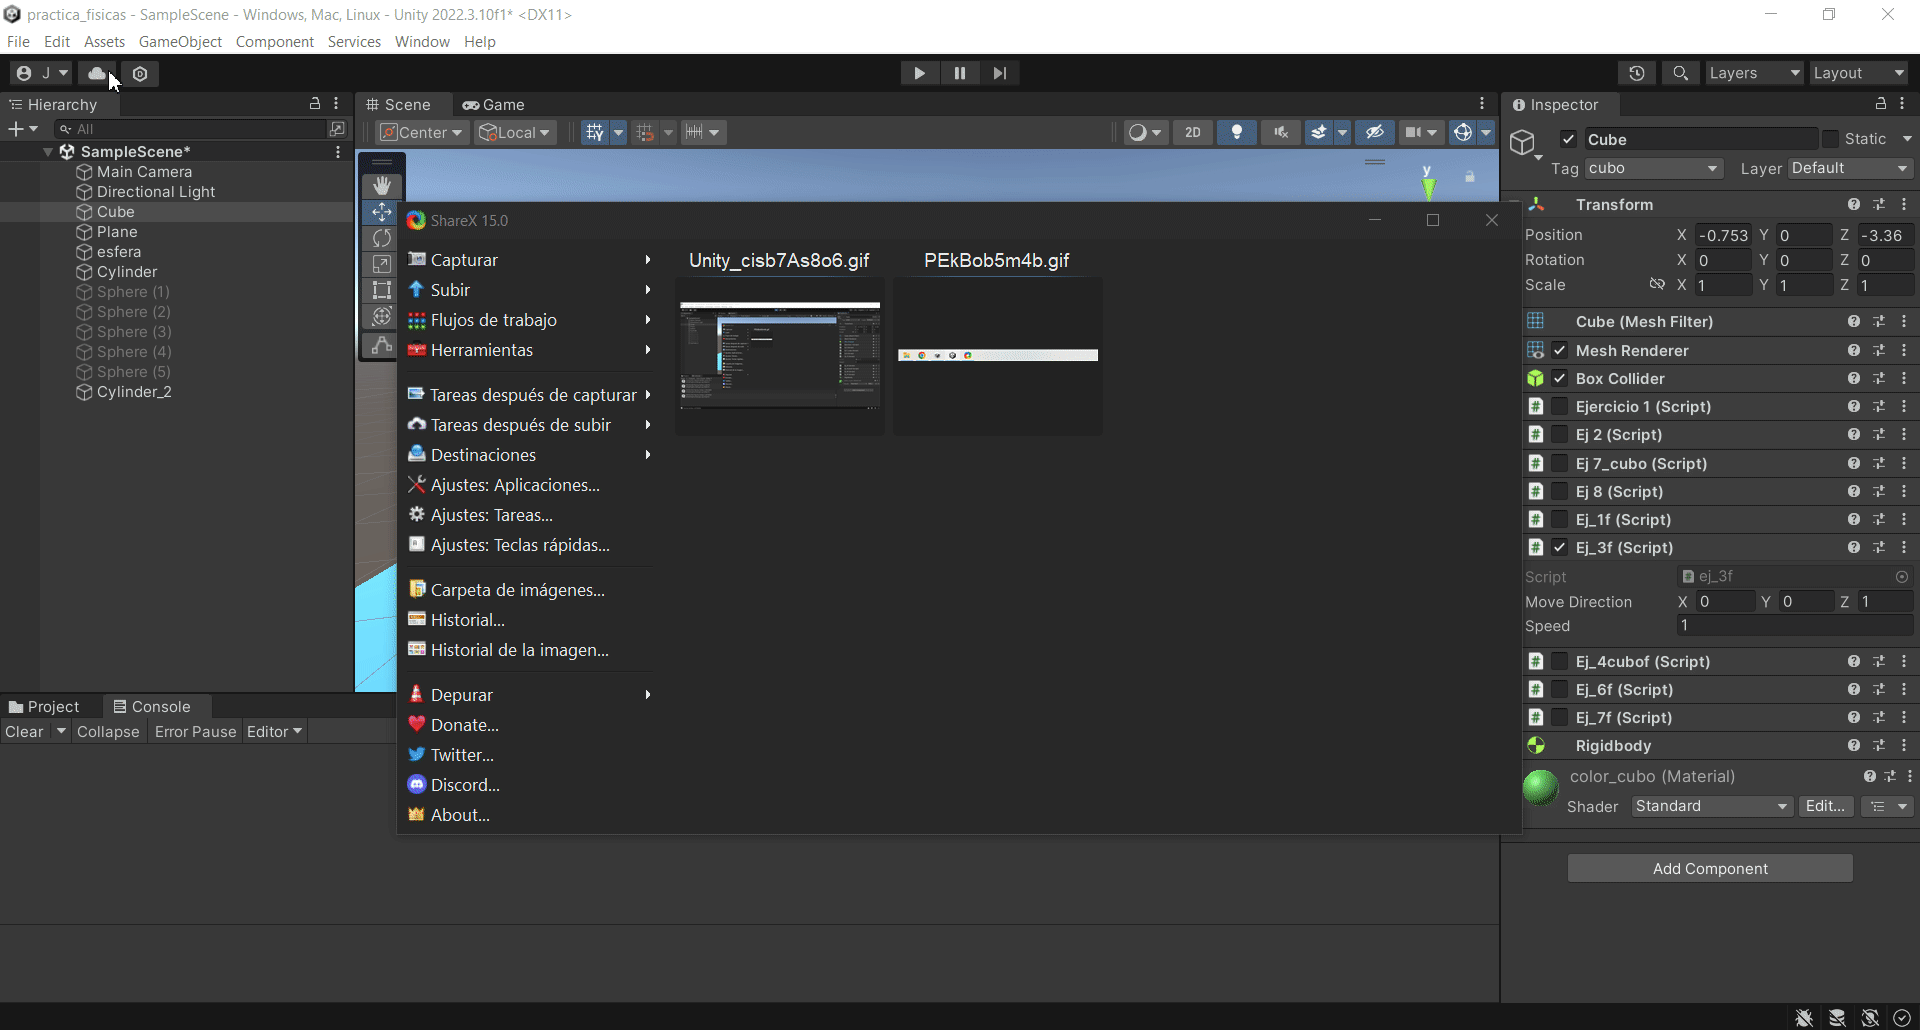 practica_fisicas - SampleScene - Windows, Mac, Linux - Unity 2022.3.10f1* <DX11>
File Edit Assets GameObject Component Services Window Help
J Layers Layout
Hierarchy
All
SampleScene*
Main Camera
Directional Light
Cube
Plane
esfera
Cylinder
Sphere (1)
Sphere (2)
Sphere (3)
Sphere (4)
Sphere (5)
Cylinder_2
Scene Game
Center Local 2D
y
ShareX 15.0
Capturar
Subir
Flujos de trabajo
Herramientas
Tareas después de capturar
Tareas después de subir
Destinaciones
Ajustes: Aplicaciones...
Ajustes: Tareas...
Ajustes: Teclas rápidas...
Carpeta de imágenes...
Historial...
Historial de la imagen...
Depurar
Donate...
Twitter...
Discord...
About...
Unity_cisb7As8o6.gif PEkBob5m4b.gif
Project Console
Clear Collapse Error Pause Editor
Inspector
Cube Static
Tag cubo Layer Default
Transform
Position X -0.753 Y 0 Z -3.36
Rotation X 0 Y 0 Z 0
Scale X 1 Y 1 Z 1
Cube (Mesh Filter)
Mesh Renderer
Box Collider
Ejercicio 1 (Script)
Ej 2 (Script)
Ej 7_cubo (Script)
Ej 8 (Script)
Ej_1f (Script)
Ej_3f (Script)
Script ej_3f
Move Direction X 0 Y 0 Z 1
Speed 1
Ej_4cubof (Script)
Ej_6f (Script)
Ej_7f (Script)
Rigidbody
color_cubo (Material)
Shader Standard Edit...
Add Component